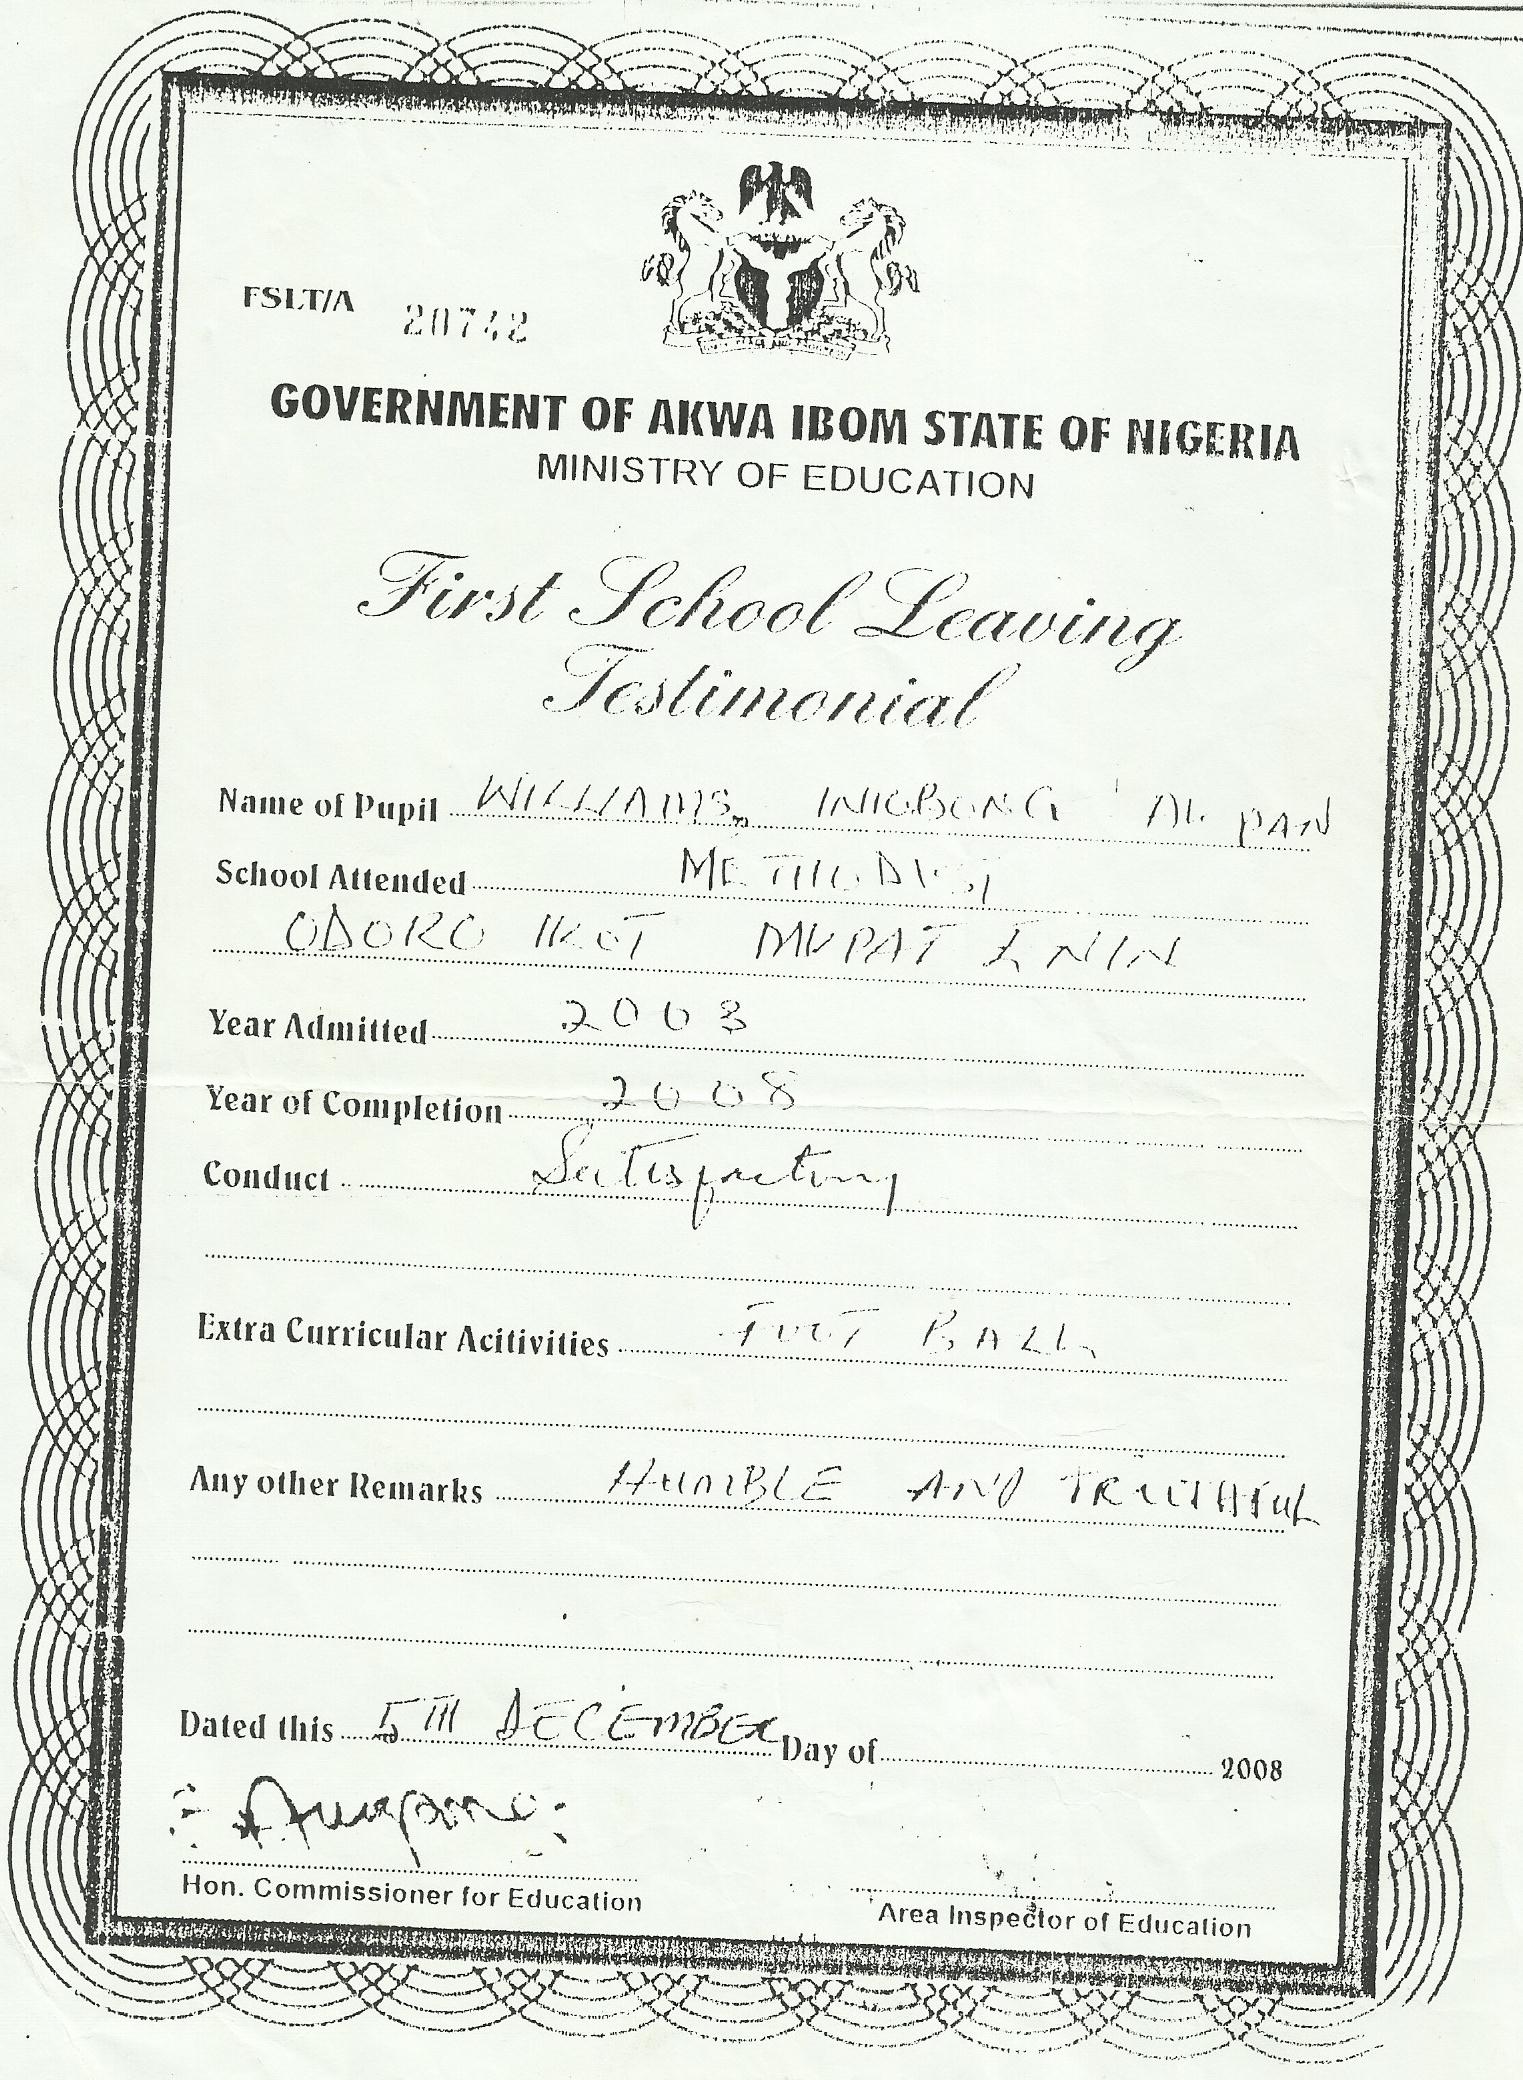 FSLT/A 20742
GOVERNMENT OF AKWA IBOM STATE OF NIGERIA
MINISTRY OF EDUCATION
First School Leaving
Testimonial
Name of Pupil WILLIAMS, INIOBONG AKPAN
School Attended METHODIST
ODORO IKOT MKPAT ENIN
Year Admitted 2003
Year of Completion 2008
Conduct Satisfactory
Extra Curricular Acitivities FOOT BALL
Any other Remarks HUMBLE AND TRUTHFUL
Dated this 5TH DECEMBER Day of 2008
Hon. Commissioner for Education
Area Inspector of Education